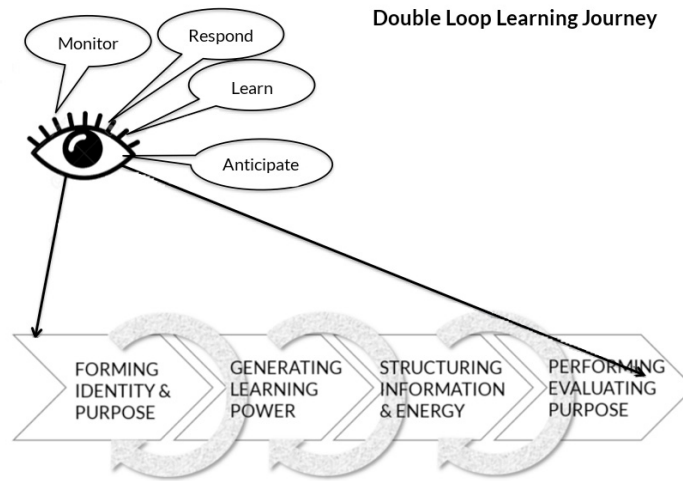 Double Loop Learning Journey
Monitor
Respond
Learn
Anticipate
FORMING
IDENTITY &
PURPOSE
GENERATING
LEARNING
POWER
STRUCTURING
INFORMATION
& ENERGY
PERFORMING
EVALUATING
PURPOSE